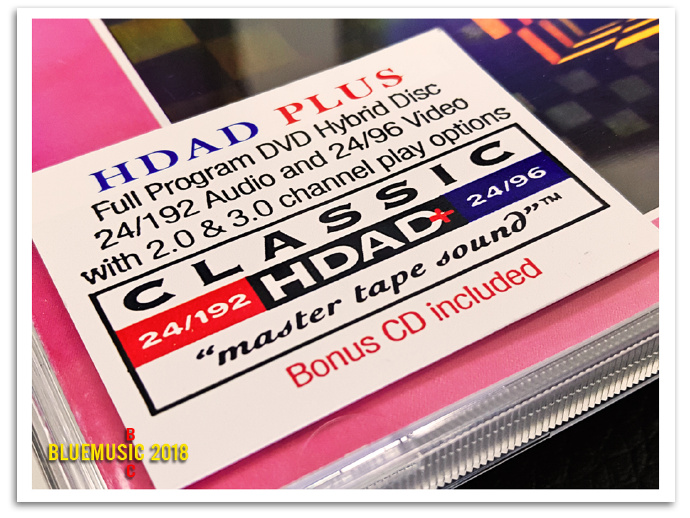 HDAD PLUS
Full Program DVD Hybrid Disc
24/192 Audio and 24/96 Video
with 2.0 & 3.0 channel play options
CLASSIC
24/192 HDAD+ 24/96
"master tape sound"™
Bonus CD included
B
BLUEMUSIC 2018
G